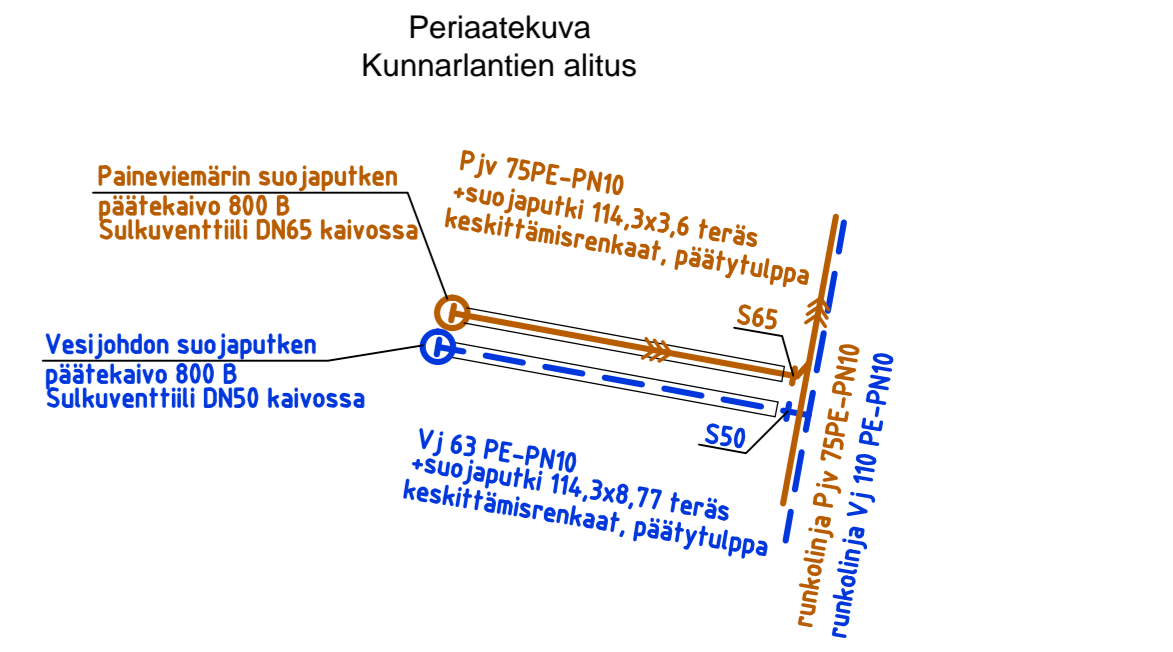 Periaatekuva
Kunnarlantien alitus
Paineviemärin suojaputken
päätekaivo 800 B
Sulkuventtiili DN65 kaivossa
Pjv 75PE-PN10
+suojaputki 114,3x3,6 teräs
keskittämisrenkaat, päätytulppa
S65
Vesijohdon suojaputken
päätekaivo 800 B
Sulkuventtiili DN50 kaivossa
S50
Vj 63 PE-PN10
+suojaputki 114,3x8,77 teräs
keskittämisrenkaat, päätytulppa
runkolinja Pjv 75PE-PN10
runkolinja Vj 110 PE-PN10